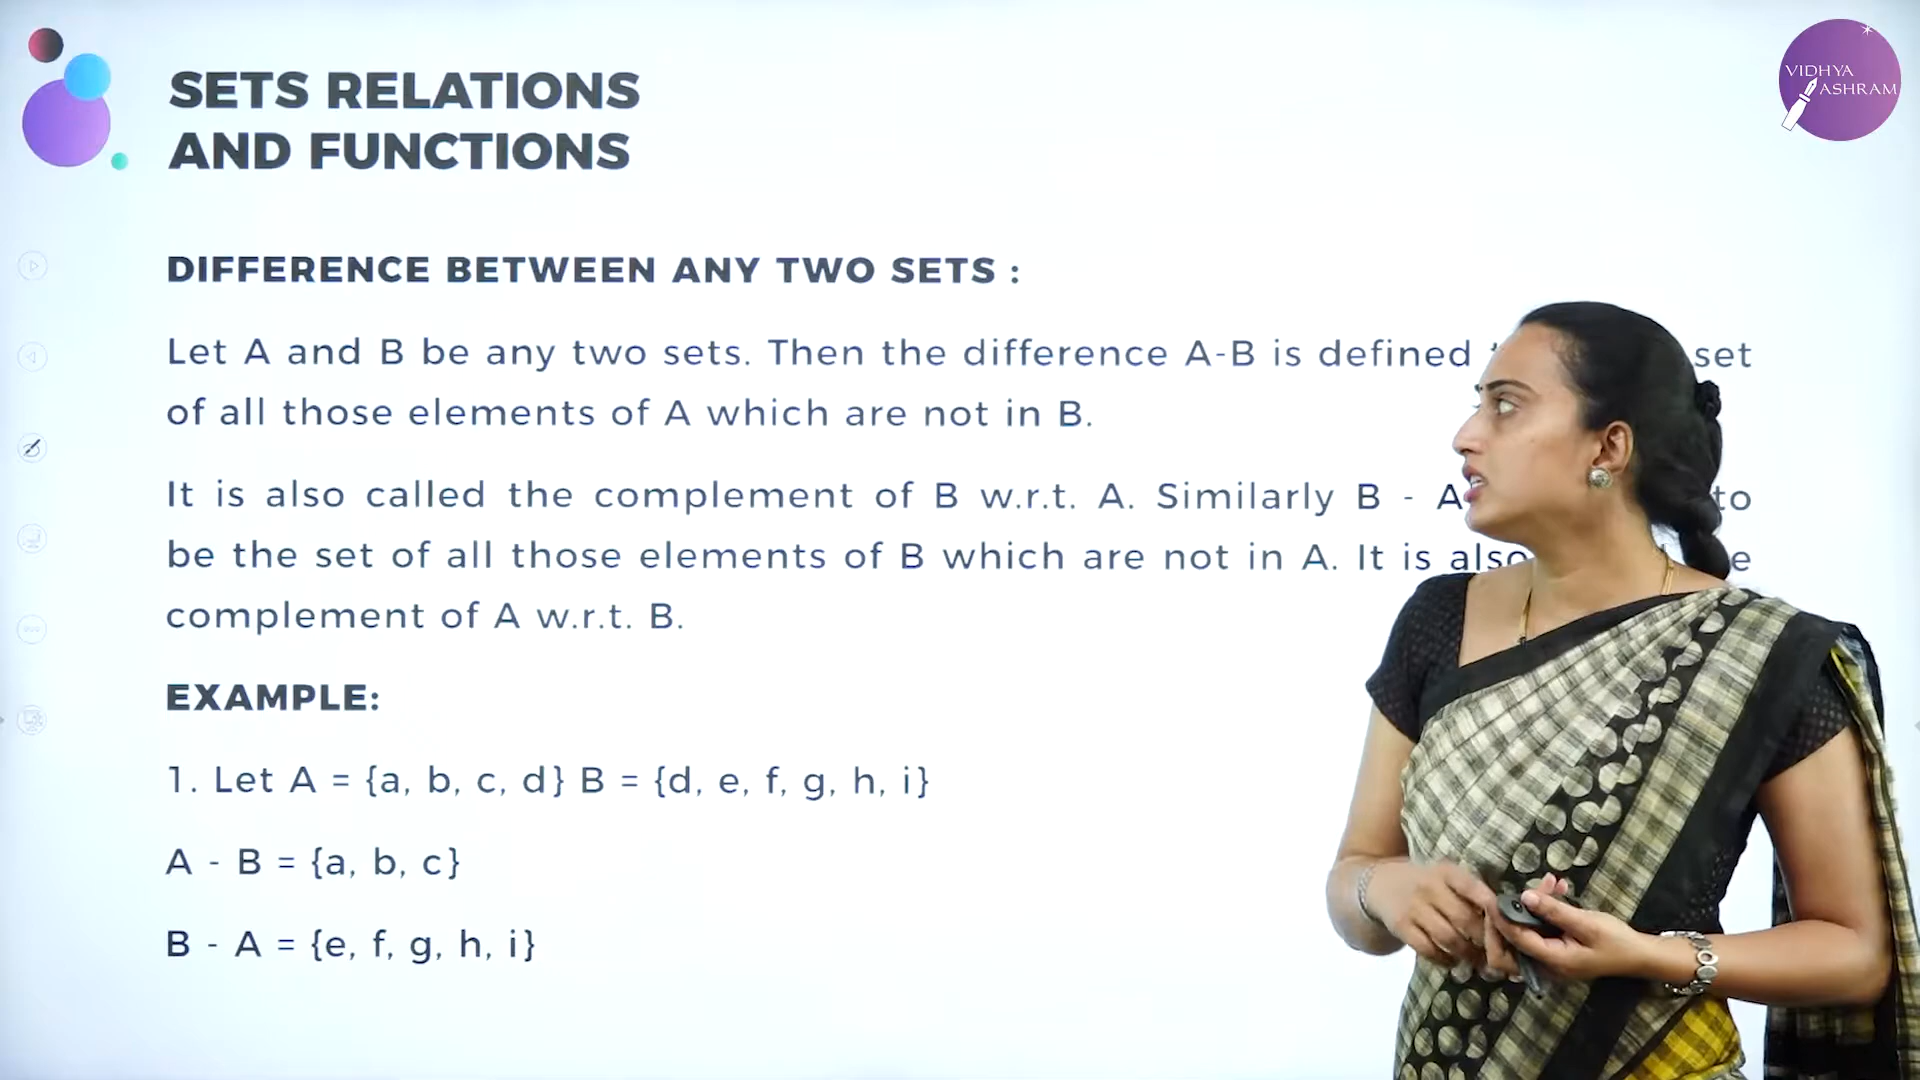 SETS RELATIONS
AND FUNCTIONS
VIDHYA
ASHRAM
DIFFERENCE BETWEEN ANY TWO SETS :
Let A and B be any two sets. Then the difference A-B is defined set
of all those elements of A which are not in B.
It is also called the complement of B w.r.t. A. Similarly B - A to
be the set of all those elements of B which are not in A. It is also
complement of A w.r.t. B.
EXAMPLE:
1. Let A = {a, b, c, d} B = {d, e, f, g, h, i}
A - B = {a, b, c}
B - A = {e, f, g, h, i}